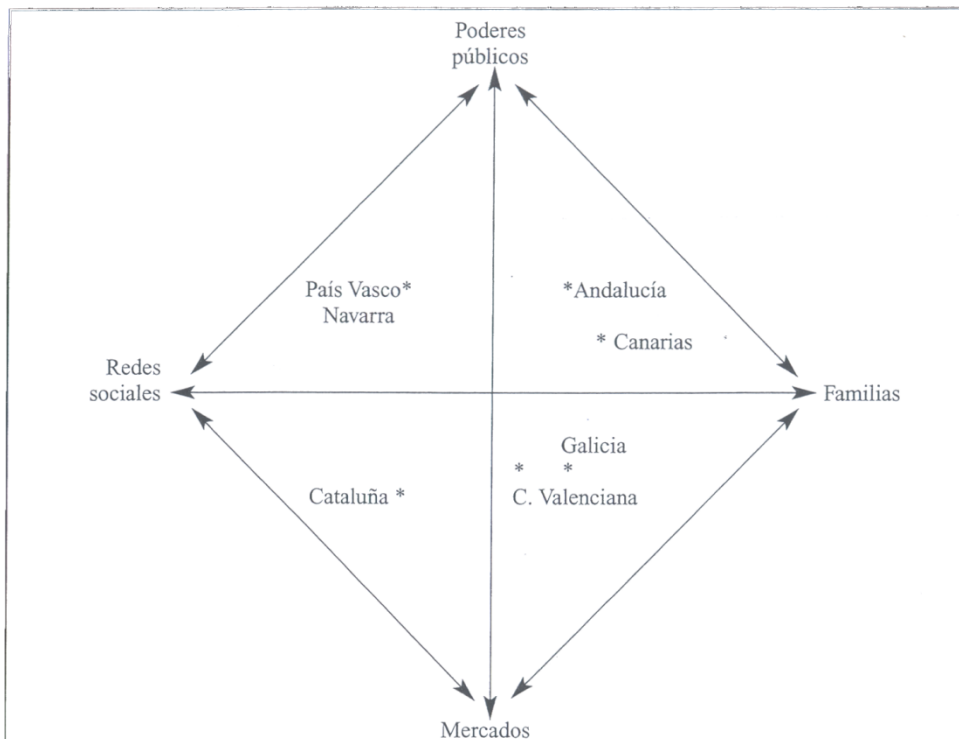 Poderes
públicos
País Vasco*
Navarra
*Andalucía
* Canarias
Redes
sociales
Familias
Galicia
* *
Cataluña *
C. Valenciana
Mercados